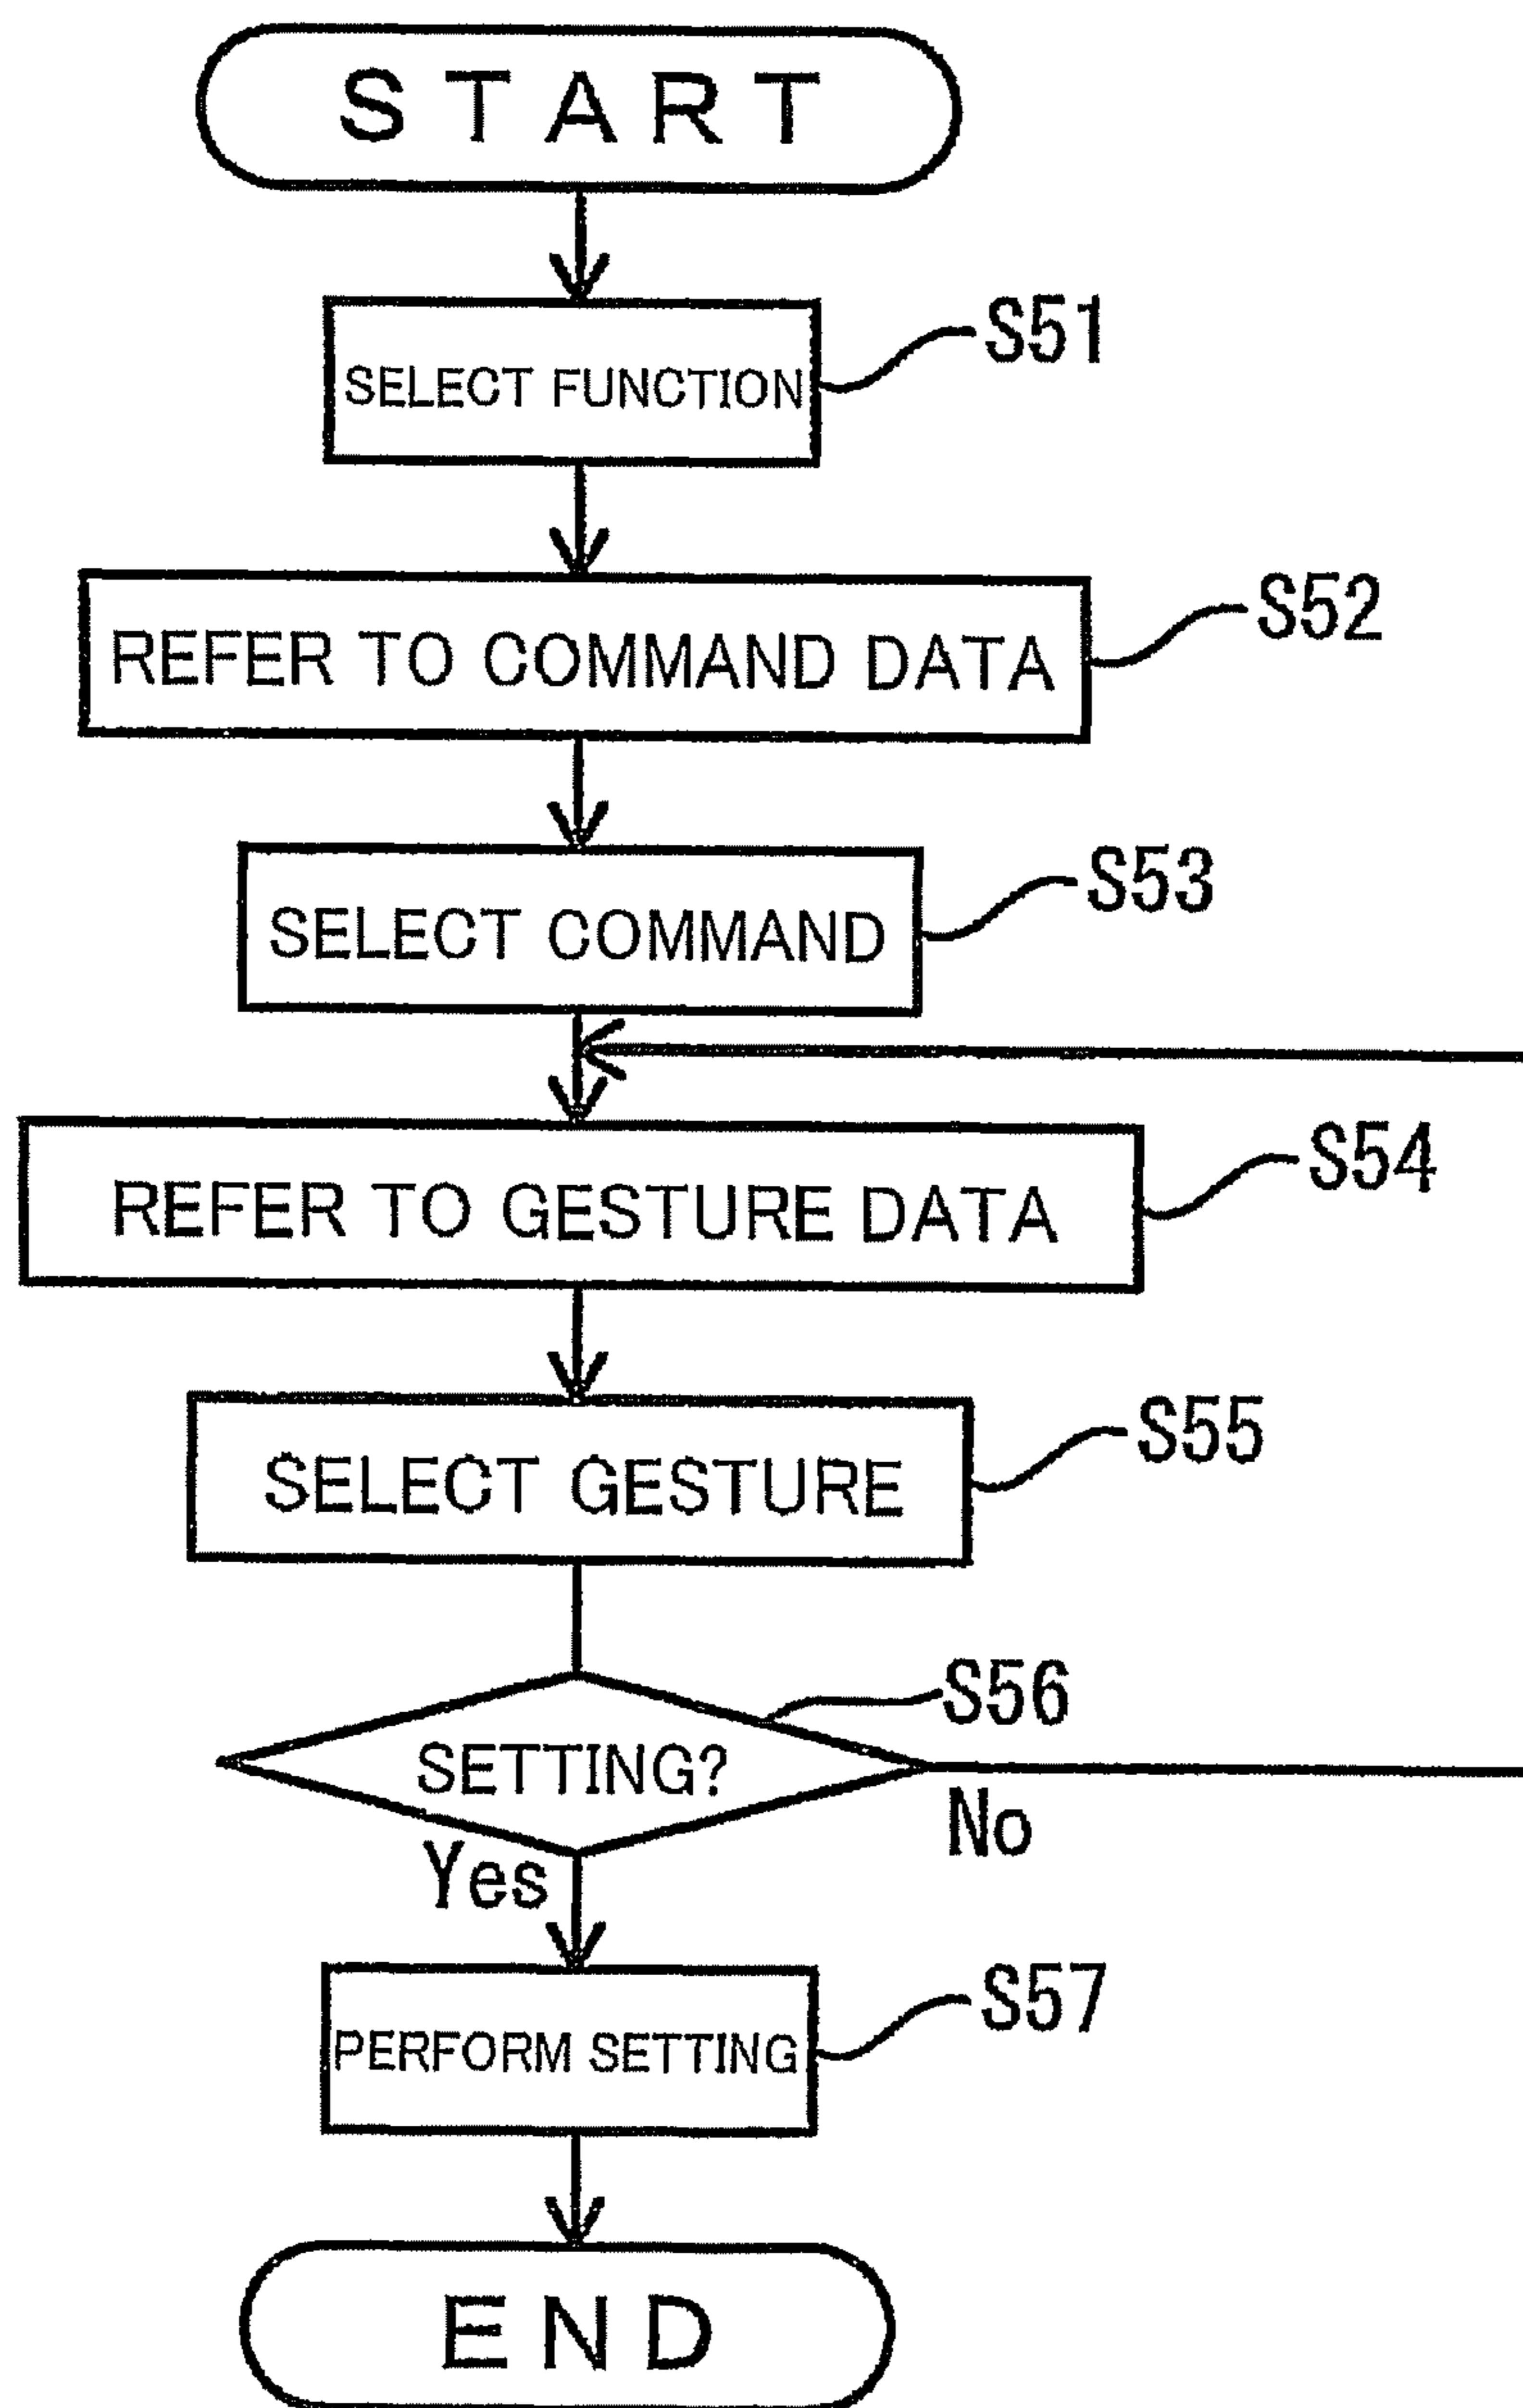 START
SELECT FUNCTION
S51
REFER TO COMMAND DATA
S52
SELECT COMMAND
S53
REFER TO GESTURE DATA
S54
SELECT GESTURE
S55
SETTING?
S56
No
Yes
PERFORM SETTING
S57
END